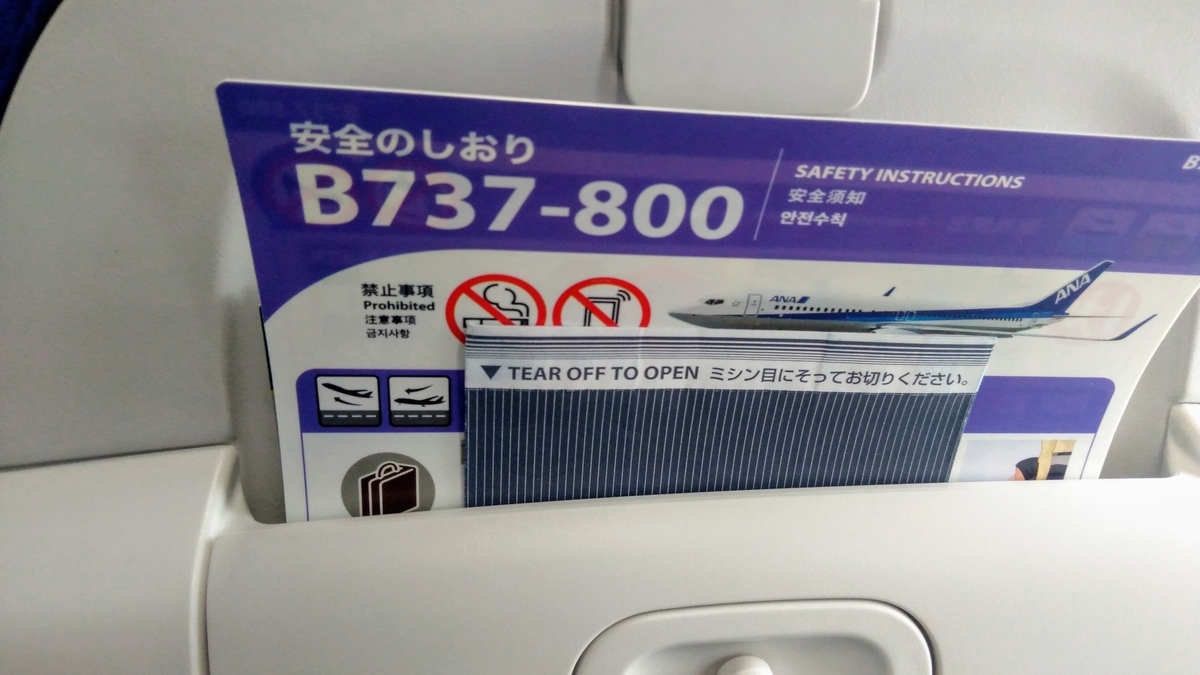 安全のしおり
B737-800
SAFETY INSTRUCTIONS
安全须知
안전수칙
禁止事項
Prohibited
注意事項
금지사항
ANA
ANA
▼ TEAR OFF TO OPEN ミシン目にそってお切りください。